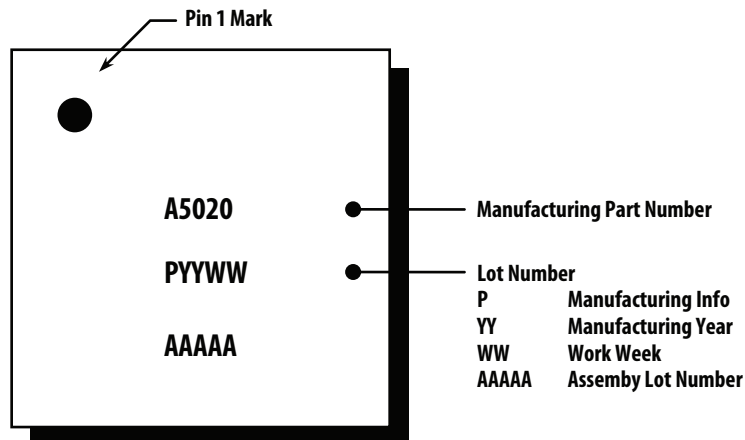 Pin 1 Mark
A5020
Manufacturing Part Number
PYYWW
Lot Number
P Manufacturing Info
YY Manufacturing Year
WW Work Week
AAAAA
AAAAA Assemby Lot Number